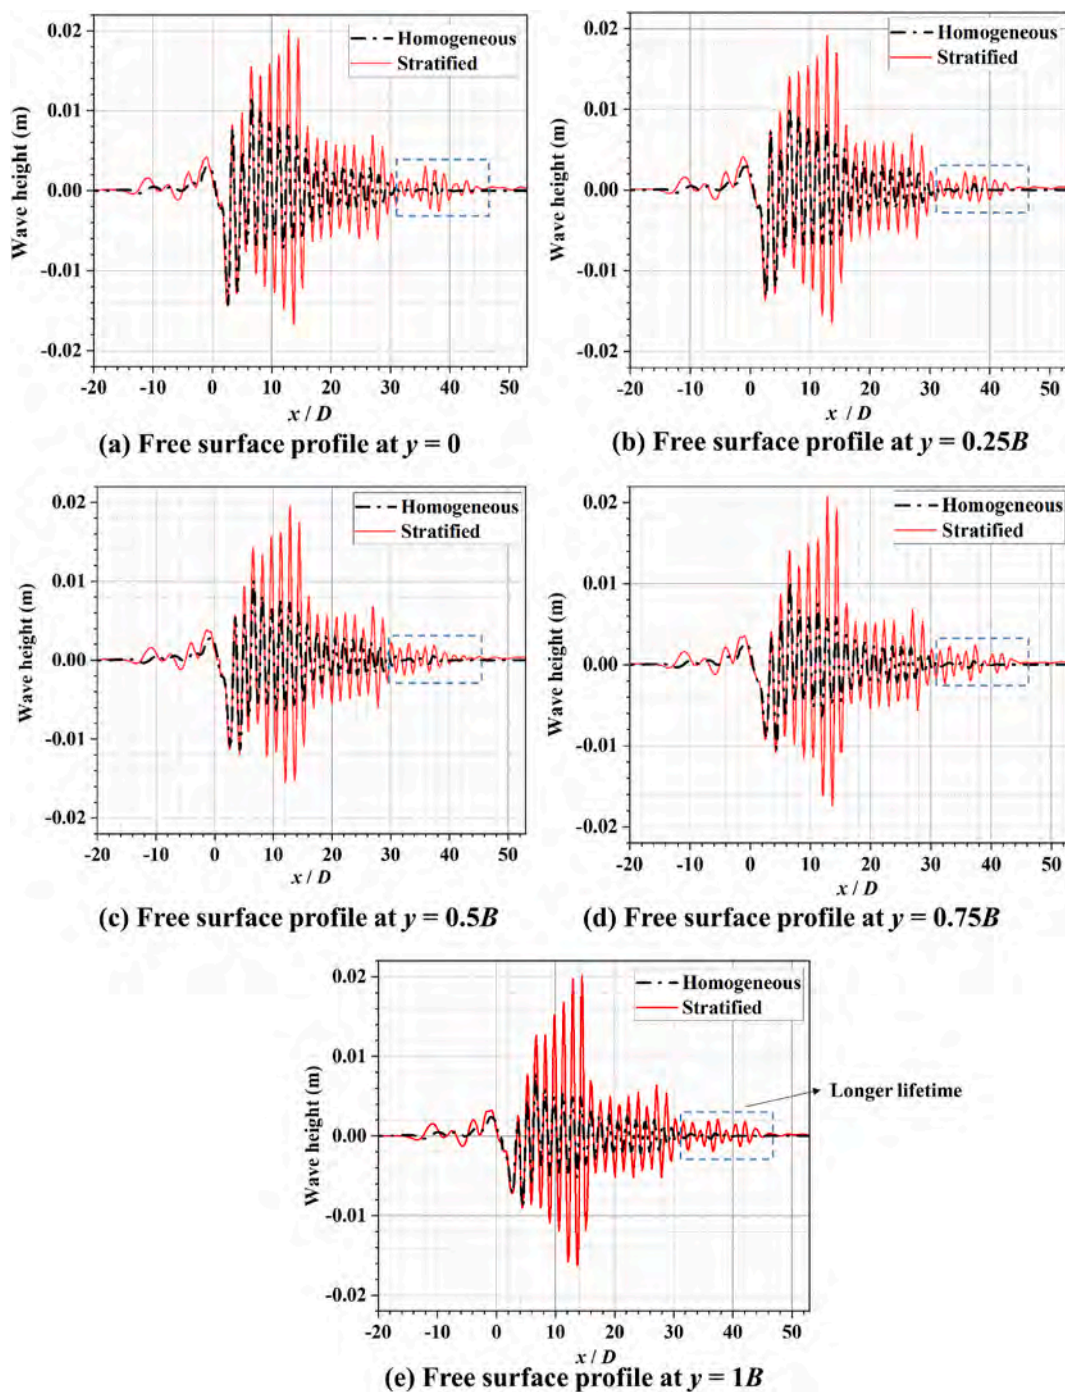 0.02
0.01
0.00
-0.01
-0.02
Wave height (m)
Homogeneous
Stratified
-20 -10 0 10 20 30 40 50
x / D
(a) Free surface profile at y = 0
0.02
0.01
0.00
-0.01
-0.02
Wave height (m)
Homogeneous
Stratified
-20 -10 0 10 20 30 40 50
x / D
(b) Free surface profile at y = 0.25B
0.02
0.01
0.00
-0.01
-0.02
Wave height (m)
Homogeneous
Stratified
-20 -10 0 10 20 30 40 50
x / D
(c) Free surface profile at y = 0.5B
0.02
0.01
0.00
-0.01
-0.02
Wave height (m)
Homogeneous
Stratified
-20 -10 0 10 20 30 40 50
x / D
(d) Free surface profile at y = 0.75B
0.02
0.01
0.00
-0.01
-0.02
Wave height (m)
Homogeneous
Stratified
Longer lifetime
-20 -10 0 10 20 30 40 50
x / D
(e) Free surface profile at y = 1B